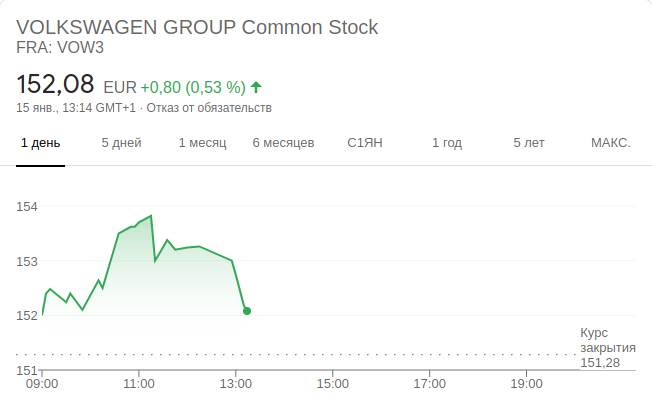 VOLKSWAGEN GROUP Common Stock
FRA: VOW3
152,08 EUR +0,80 (0,53 %)
15 янв., 13:14 GMT+1 · Отказ от обязательств
1 день 5 дней 1 месяц 6 месяцев С1ЯН 1 год 5 лет МАКС.
154
153
152
Курс
закрытия
151,28
151
09:00 11:00 13:00 15:00 17:00 19:00